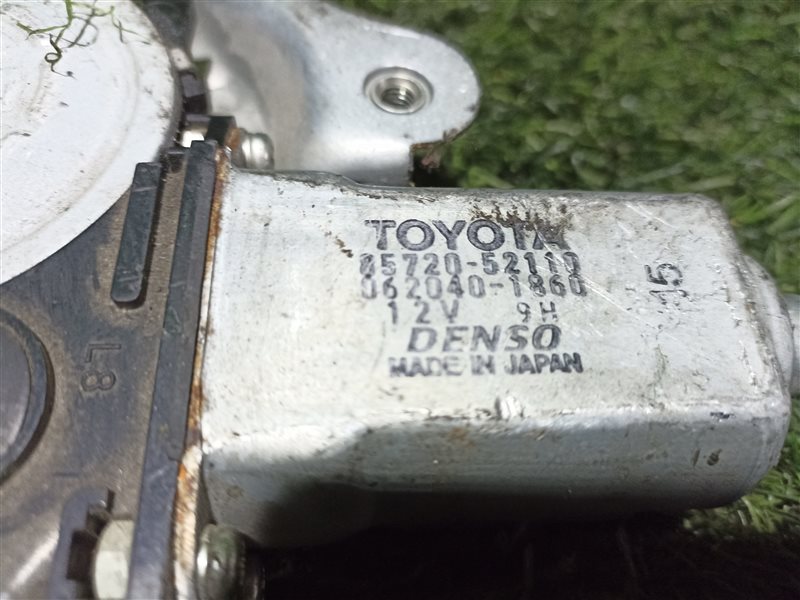 TOYOTA
85720-52110
062040-1860
12V 9H
DENSO
MADE IN JAPAN
15
L8